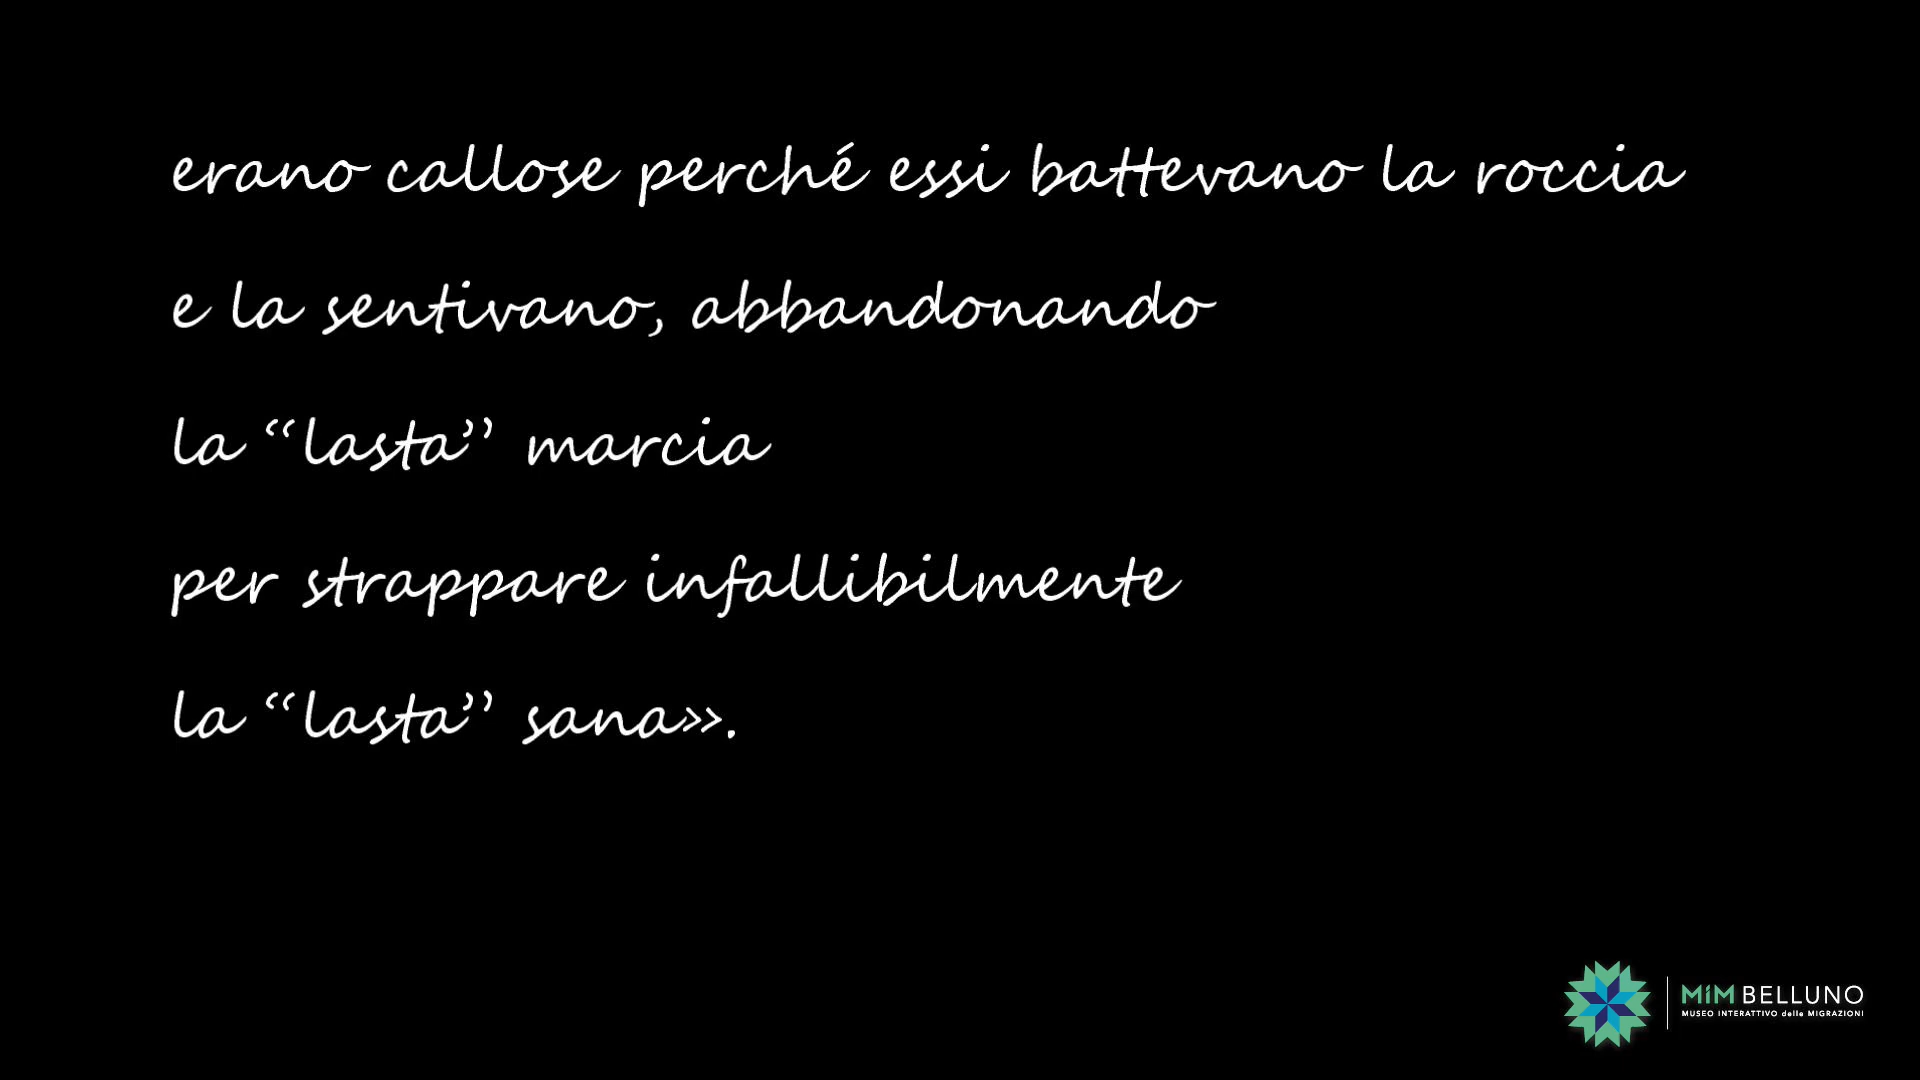 erano callose perché essi battevano la roccia
e la sentivano, abbandonando
la “lasta” marcia
per strappare infallibilmente
la “lasta” sana».
MiM BELLUNO
MUSEO INTERATTIVO delle MIGRAZIONI